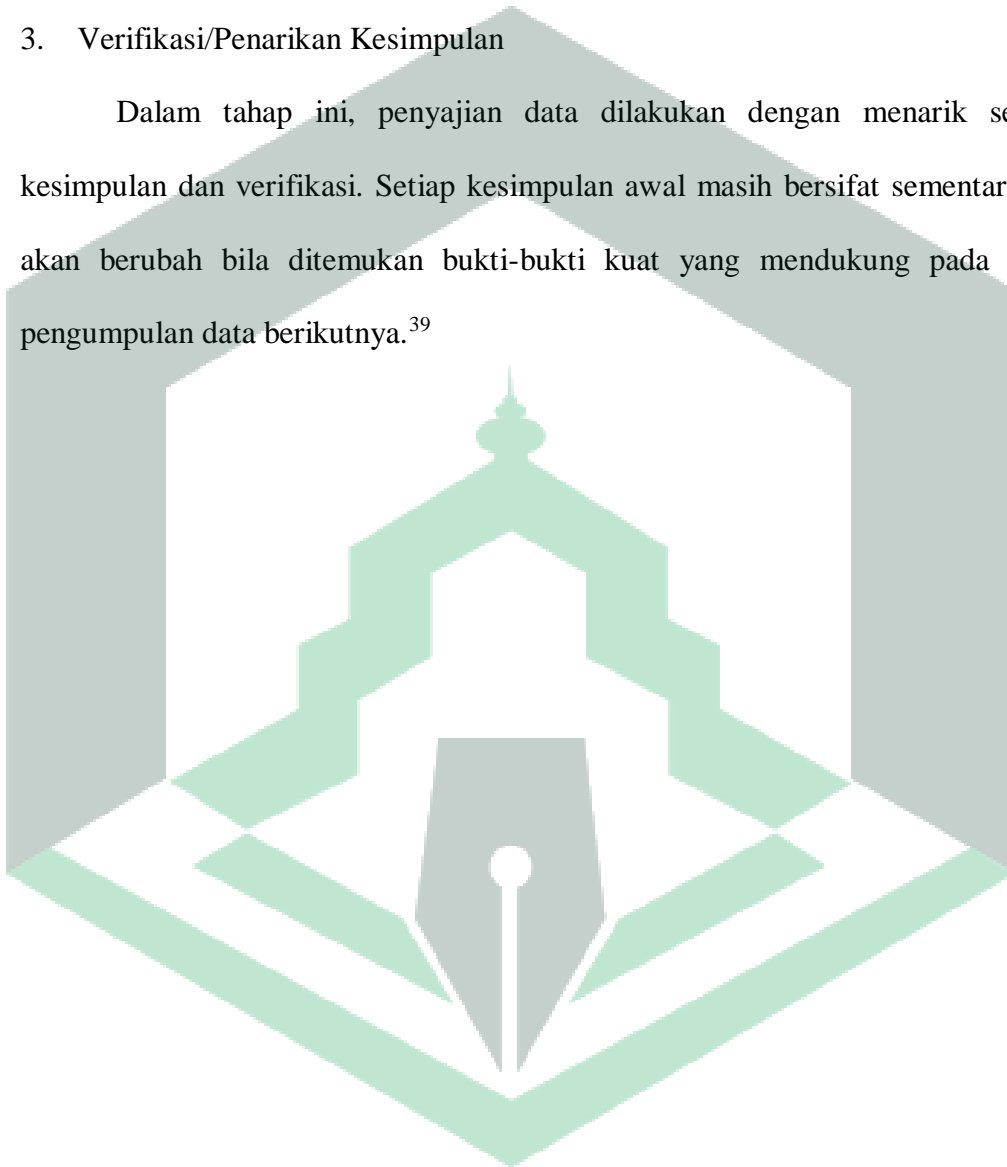 3. Verifikasi/Penarikan Kesimpulan
Dalam tahap ini, penyajian data dilakukan dengan menarik
kesimpulan dan verifikasi. Setiap kesimpulan awal masih bersifat
akan berubah bila ditemukan bukti-bukti kuat yang mendukung pada
pengumpulan data berikutnya.³⁹